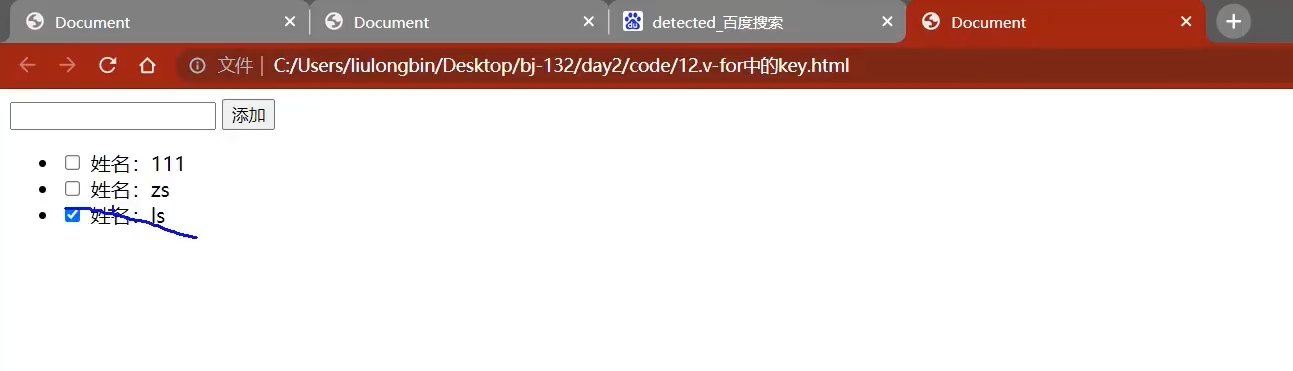 Document
Document
detected_百度搜索
Document
文件 C:/Users/liulongbin/Desktop/bj-132/day2/code/12.v-for中的key.html
添加
姓名：111
姓名：zs
姓名：ls